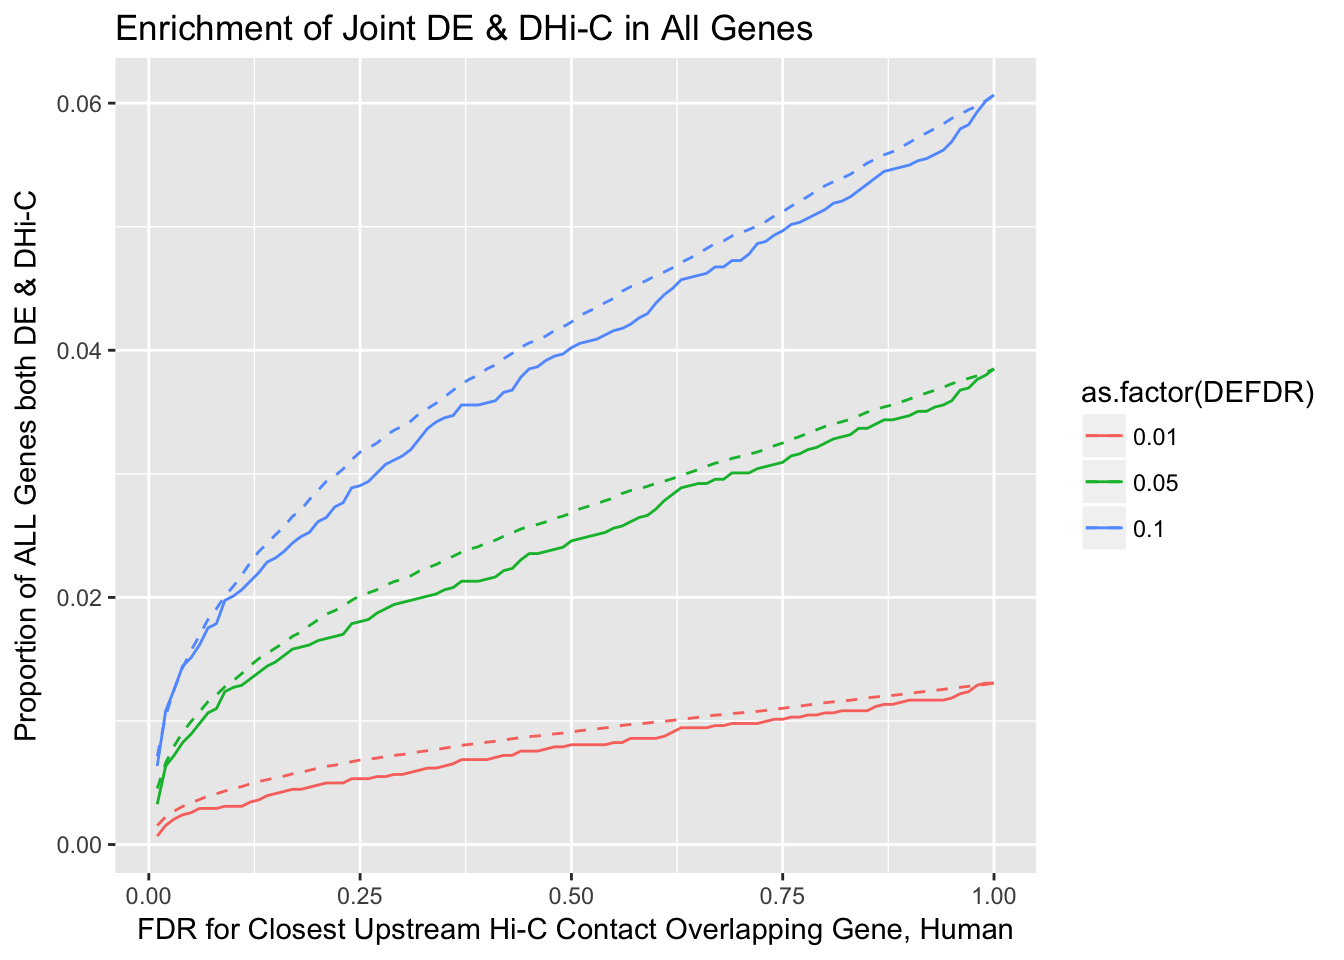 Enrichment of Joint DE & DHi-C in All Genes
Proportion of ALL Genes both DE & DHi-C
0.06
0.04
0.02
0.00
0.00 0.25 0.50 0.75 1.00
FDR for Closest Upstream Hi-C Contact Overlapping Gene, Human
as.factor(DEFDR)
0.01
0.05
0.1